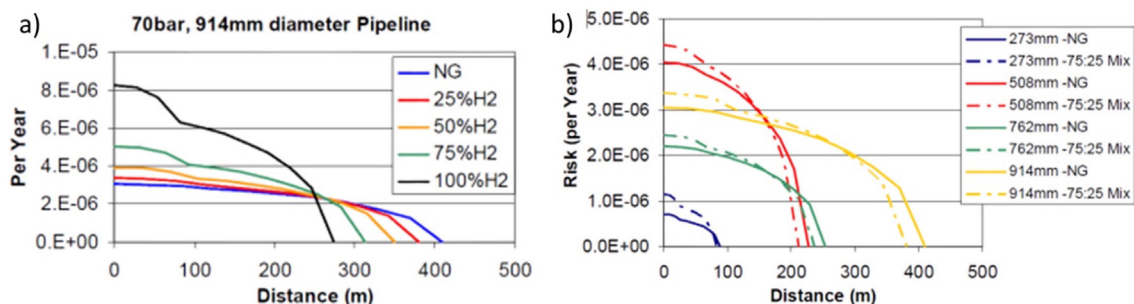 a)
70bar, 914mm diameter Pipeline
Per Year
1.E-05
8.E-06
6.E-06
4.E-06
2.E-06
0.E+00
0 100 200 300 400 500
Distance (m)
NG
25%H2
50%H2
75%H2
100%H2
b)
Risk (per Year)
5.0E-06
4.0E-06
3.0E-06
2.0E-06
1.0E-06
0.0E+00
0 100 200 300 400 500
Distance (m)
273mm -NG
273mm -75:25 Mix
508mm -NG
508mm -75:25 Mix
762mm -NG
762mm -75:25 Mix
914mm -NG
914mm -75:25 Mix